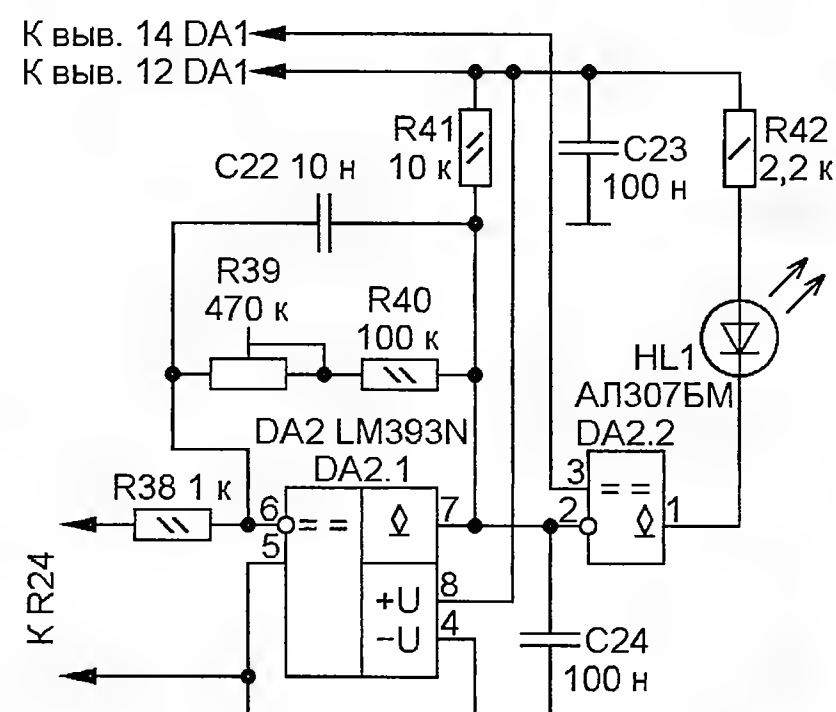 К выв. 14 DA1
К выв. 12 DA1
R41
10 к
C22 10 н
C23
100 н
R42
2,2 к
R39
470 к
R40
100 к
HL1
АЛ307БМ
DA2 LM393N
DA2.1
DA2.2
R38 1 к
6
5
= =
7
8
+U
-U
4
3
2
= =
1
К R24
C24
100 н